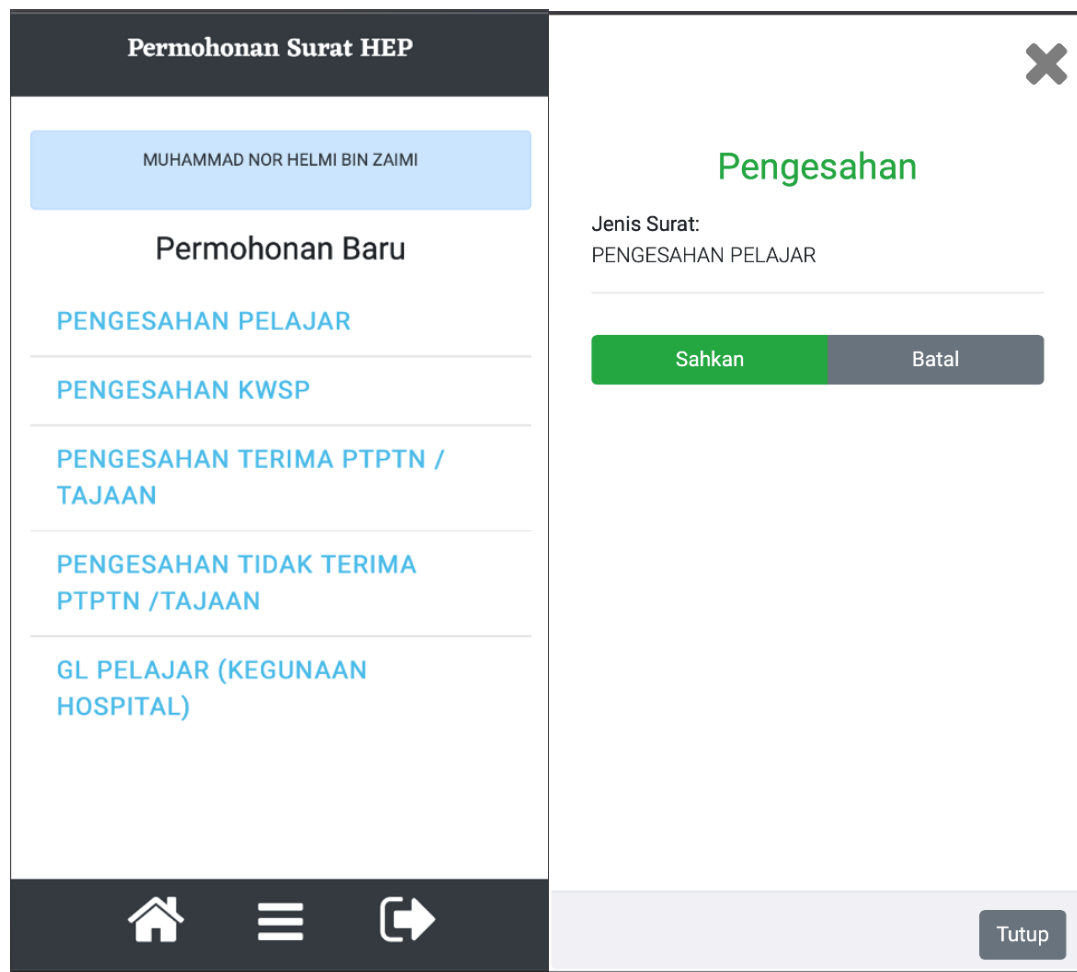 Permohonan Surat HEP
MUHAMMAD NOR HELMI BIN ZAIMI
Permohonan Baru
PENGESAHAN PELAJAR
PENGESAHAN KWSP
PENGESAHAN TERIMA PTPTN /
TAJAAN
PENGESAHAN TIDAK TERIMA
PTPTN /TAJAAN
GL PELAJAR (KEGUNAAN
HOSPITAL)
Pengesahan
Jenis Surat:
PENGESAHAN PELAJAR
Sahkan
Batal
Tutup